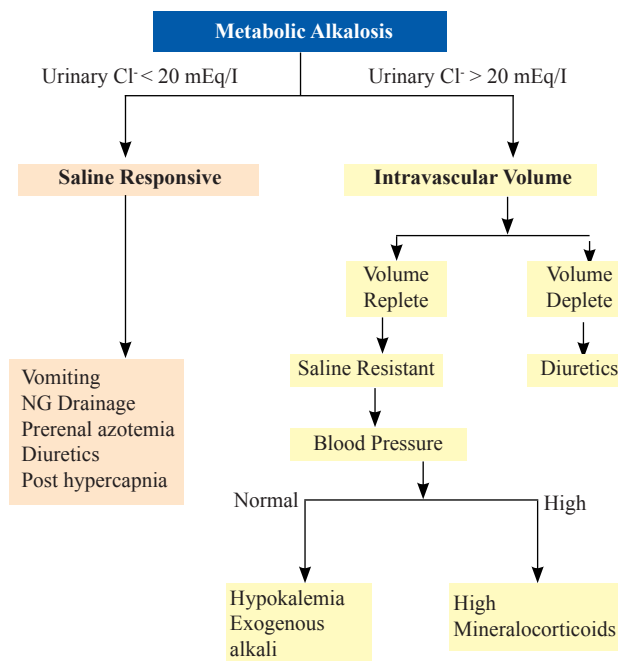 Metabolic Alkalosis
Urinary Cl⁻ < 20 mEq/I
Urinary Cl⁻ > 20 mEq/I
Saline Responsive
Intravascular Volume
Volume
Replete
Volume
Deplete
Saline Resistant
Diuretics
Vomiting
NG Drainage
Prerenal azotemia
Diuretics
Post hypercapnia
Blood Pressure
Normal
High
Hypokalemia
Exogenous
alkali
High
Mineralocorticoids